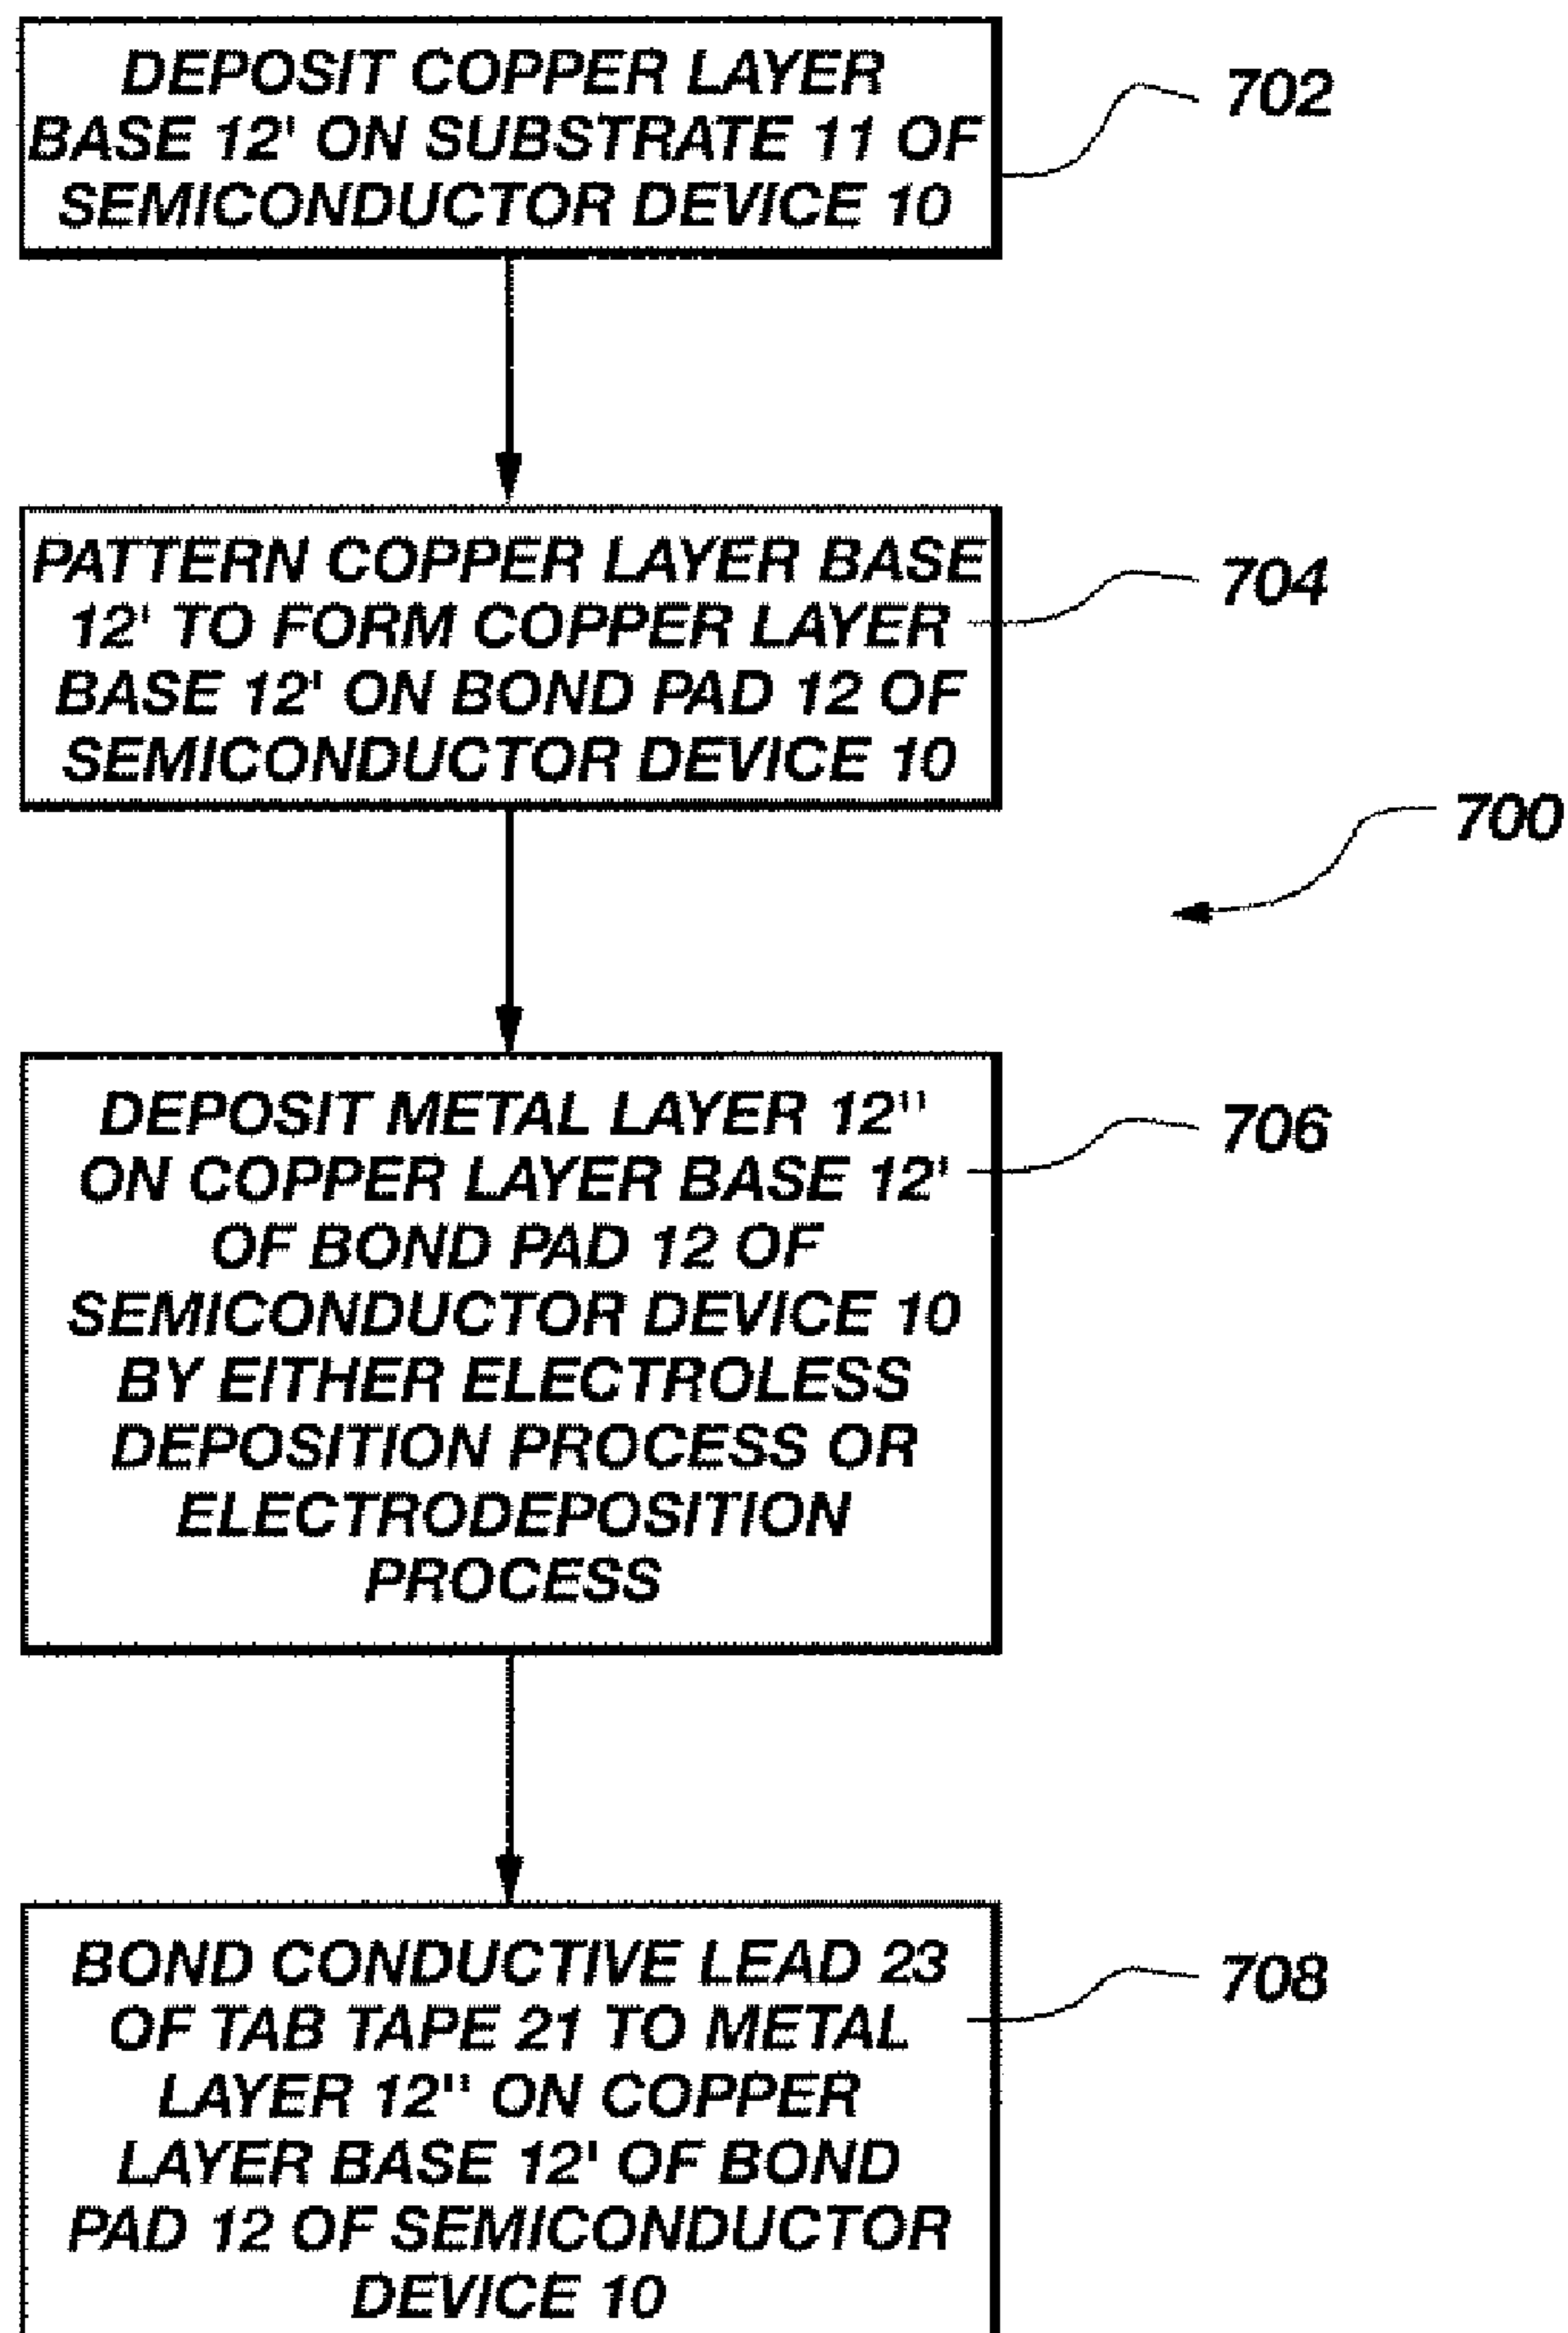 DEPOSIT COPPER LAYER
BASE 12' ON SUBSTRATE 11 OF
SEMICONDUCTOR DEVICE 10
702
PATTERN COPPER LAYER BASE
12' TO FORM COPPER LAYER
BASE 12' ON BOND PAD 12 OF
SEMICONDUCTOR DEVICE 10
704
700
DEPOSIT METAL LAYER 12"
ON COPPER LAYER BASE 12'
OF BOND PAD 12 OF
SEMICONDUCTOR DEVICE 10
BY EITHER ELECTROLESS
DEPOSITION PROCESS OR
ELECTRODEPOSITION
PROCESS
706
BOND CONDUCTIVE LEAD 23
OF TAB TAPE 21 TO METAL
LAYER 12" ON COPPER
LAYER BASE 12' OF BOND
PAD 12 OF SEMICONDUCTOR
DEVICE 10
708